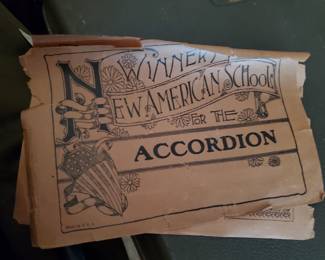 WINNER
NEW AMERICAN SCHOOL
FOR THE
ACCORDION